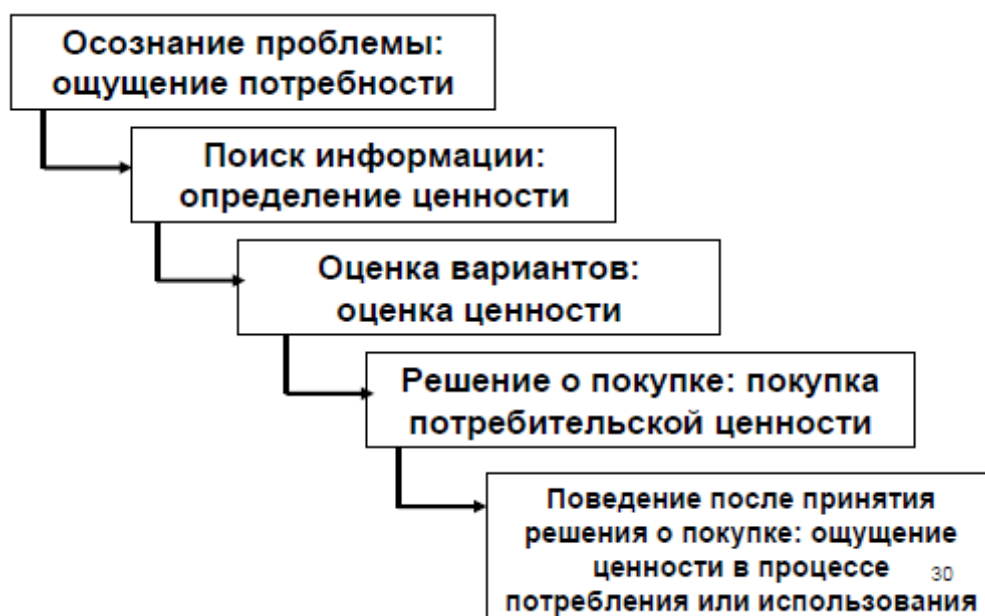 Осознание проблемы:
ощущение потребности
Поиск информации:
определение ценности
Оценка вариантов:
оценка ценности
Решение о покупке: покупка
потребительской ценности
Поведение после принятия
решения о покупке: ощущение
ценности в процессе
30
потребления или использования